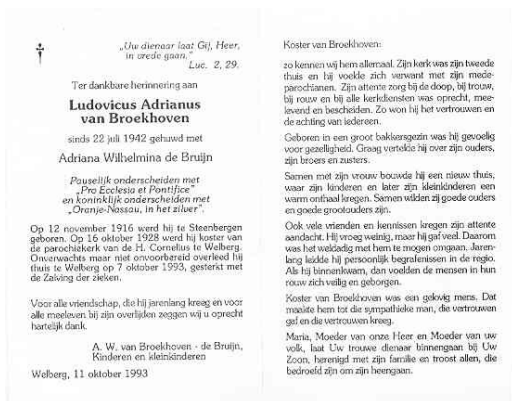 „Uw dienaar laat Gij, Heer,
in vrede gaan.”
Luc. 2, 29.
Ter dankbare herinnering aan
Ludovicus Adrianus
van Broekhoven
sinds 22 juli 1942 gehuwd met
Adriana Wilhelmina de Bruijn
Pauselijk onderscheiden met
„Pro Ecclesia et Pontifice”
en koninklijk onderscheiden met
„Oranje-Nassau, in het zilver”.
Op 12 november 1916 werd hij te Steenbergen
geboren. Op 16 oktober 1928 werd hij koster van
de parochiekerk van de H. Cornelius te Welberg.
Onverwachts maar niet onvoorbereid overleed hij
thuis te Welberg op 7 oktober 1993, gesterkt met
de Zalving der zieken.
Voor alle vriendschap, die hij jarenlang kreeg en voor
alle meeleven bij zijn overlijden zeggen wij u oprecht
hartelijk dank.
A. W. van Broekhoven - de Bruijn,
Kinderen en kleinkinderen
Welberg, 11 oktober 1993
Koster van Broekhoven:
zo kennen wij hem allemaal. Zijn kerk was zijn tweede
thuis en hij voelde zich verwant met zijn mede-
parochianen. Zijn attente zorg bij de doop, bij trouw,
bij rouw en bij alle kerkdiensten was oprecht, mee-
levend en bescheiden. Zo won hij het vertrouwen en
de achting van iedereen.
Geboren in een groot bakkersgezin was hij gevoelig
voor gezelligheid. Graag vertelde hij over zijn ouders,
zijn broers en zusters.
Samen met zijn vrouw bouwde hij een nieuw thuis,
waar zijn kinderen en later zijn kleinkinderen een
warm onthaal kregen. Samen wilden zij goede ouders
en goede grootouders zijn.
Ook vele vrienden en kennissen kregen zijn attente
aandacht. Hij vroeg weinig, maar hij gaf veel. Daarom
was het weldadig met hem te mogen omgaan. Jaren-
lang leidde hij persoonlijk begrafenissen in de regio.
Als hij binnenkwam, dan voelden de mensen in hun
rouw zich veilig en geborgen.
Koster van Broekhoven was een gelovig mens. Dat
maakte hem tot die sympathieke man, die vertrouwen
gaf en die vertrouwen kreeg.
Maria, Moeder van onze Heer en Moeder van uw
volk, laat Uw trouwe dienaar binnengaan bij Uw
Zoon, herenigd met zijn familie en troost allen, die
bedroefd zijn om zijn heengaan.